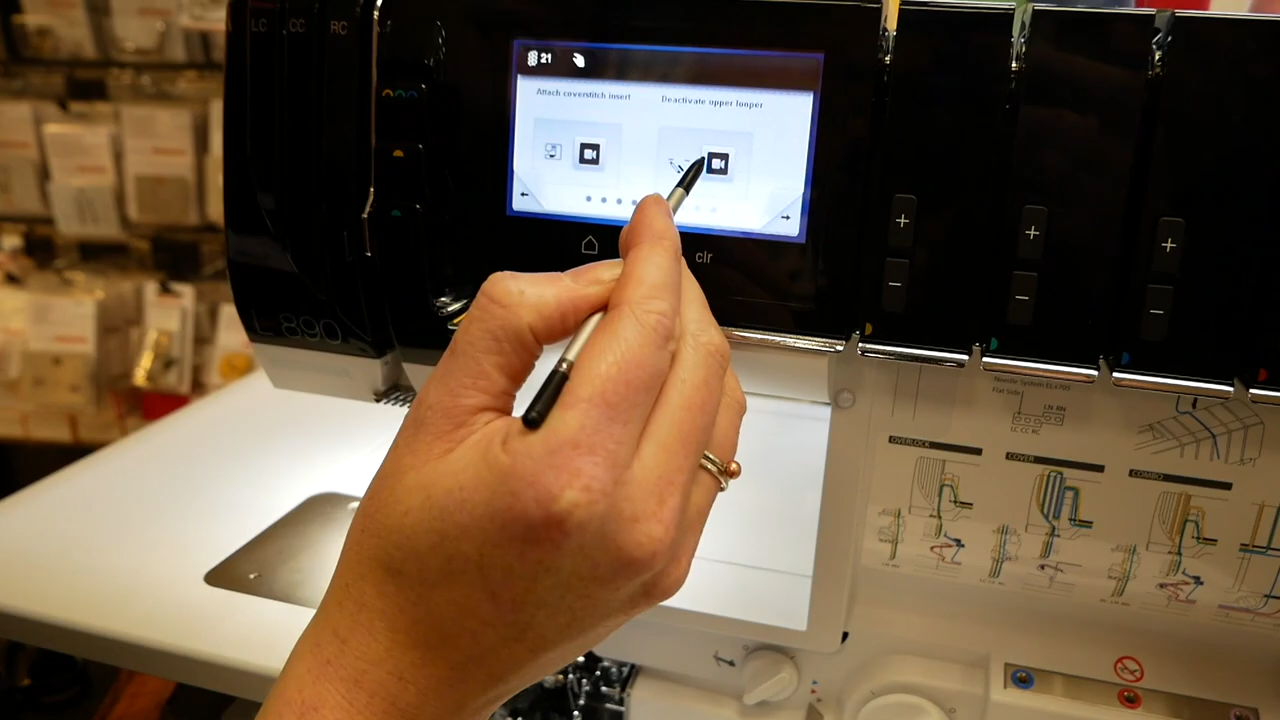 LC CC RC
21
Attach coverstitch insert
Deactivate upper looper
clr
+ + +
− − −
L 890
Needle System ELx705
Flat Side
LN RN
LC CC RC
OVERLOCK
COVER
COMBO